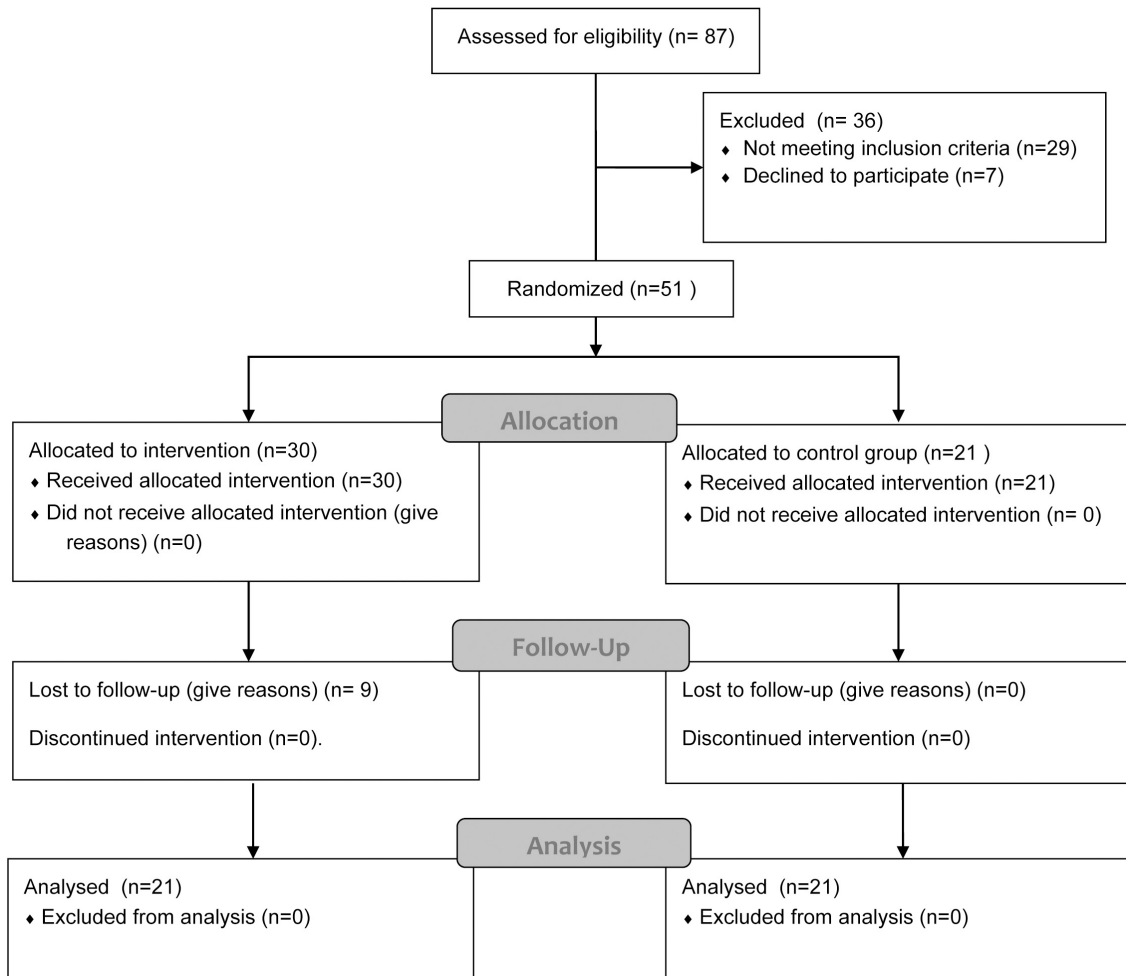 Assessed for eligibility (n= 87)
Excluded (n= 36)
♦ Not meeting inclusion criteria (n=29)
♦ Declined to participate (n=7)
Randomized (n=51 )
Allocation
Allocated to intervention (n=30)
♦ Received allocated intervention (n=30)
♦ Did not receive allocated intervention (give
reasons) (n=0)
Allocated to control group (n=21 )
♦ Received allocated intervention (n=21)
♦ Did not receive allocated intervention (n= 0)
Follow-Up
Lost to follow-up (give reasons) (n= 9)
Discontinued intervention (n=0).
Lost to follow-up (give reasons) (n=0)
Discontinued intervention (n=0)
Analysis
Analysed (n=21)
♦ Excluded from analysis (n=0)
Analysed (n=21)
♦ Excluded from analysis (n=0)